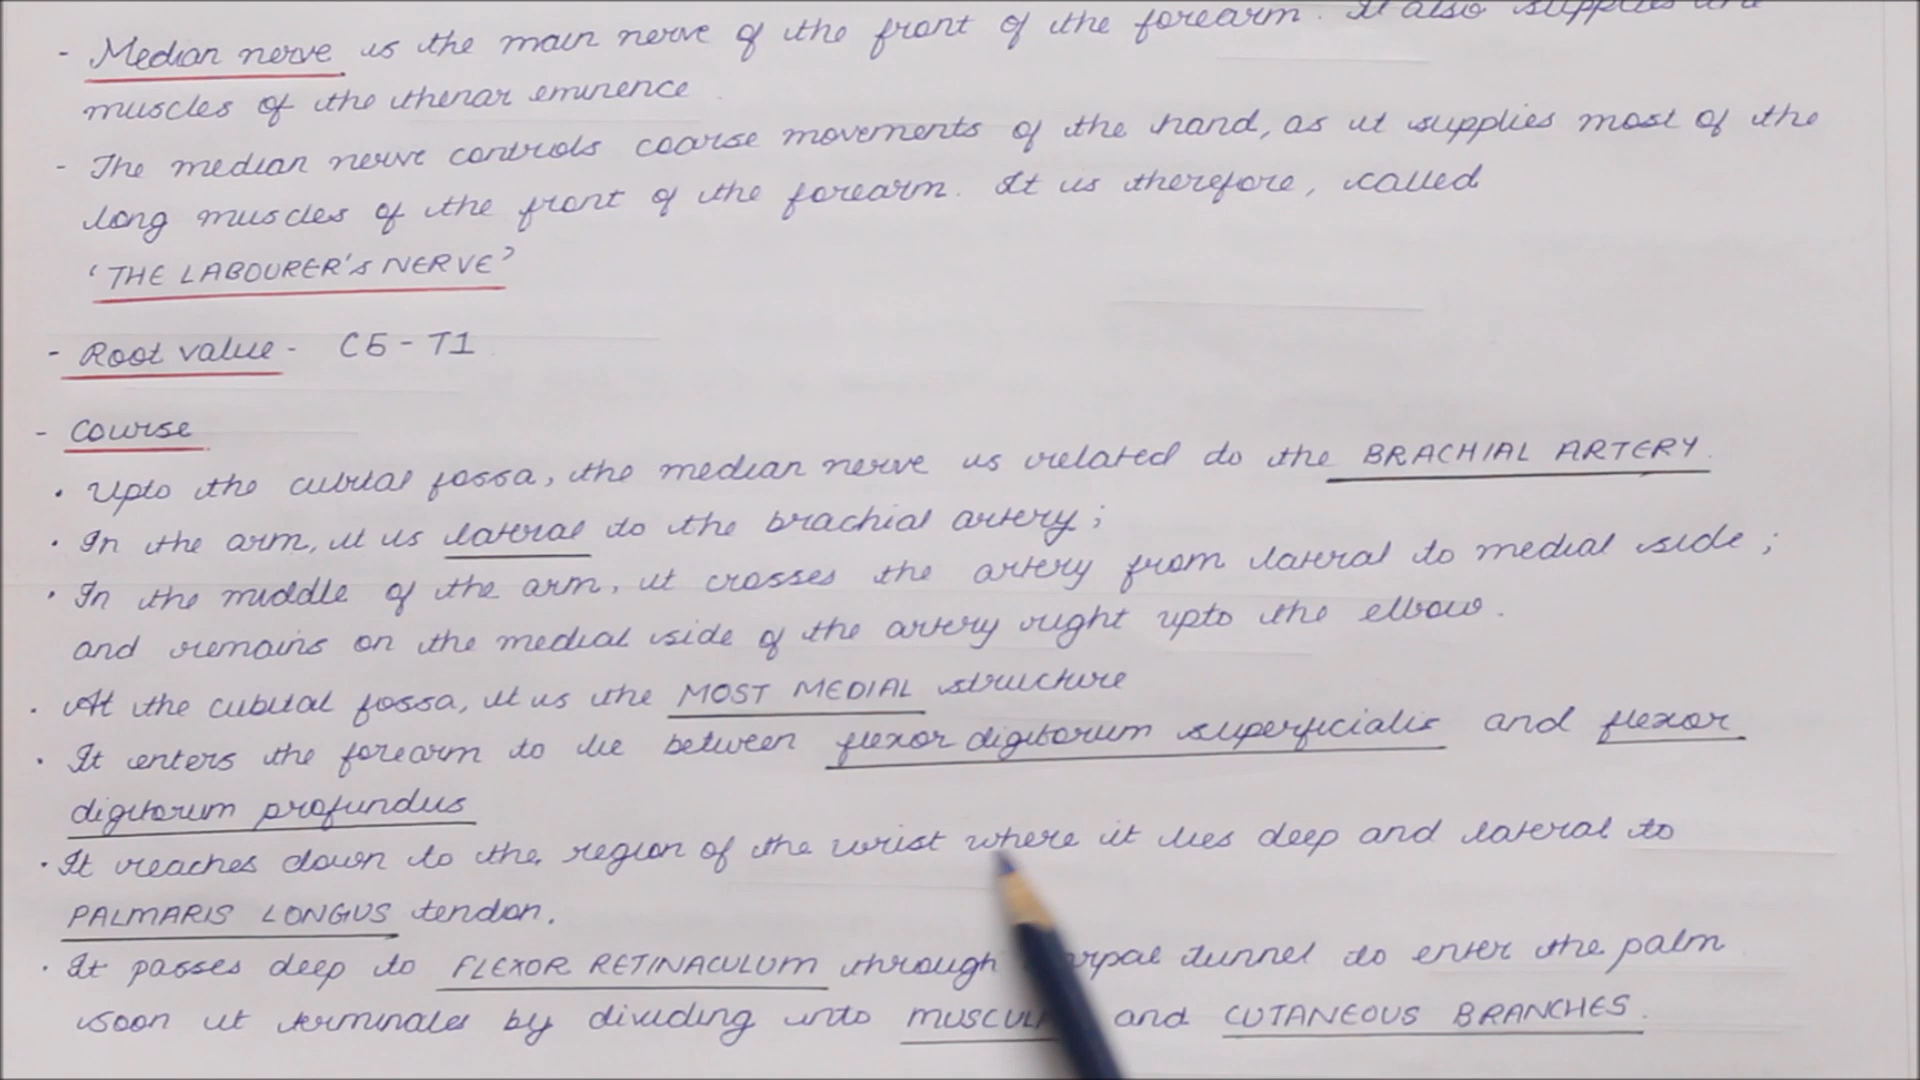 - Median nerve is the main nerve of the front of the forearm. It also supplies the
muscles of the thenar eminence
- The median nerve controls coarse movements of the hand, as it supplies most of the
long muscles of the front of the forearm. It is therefore, called
'THE LABOURER'S NERVE'
- Root value - C5 - T1
- Course
• Upto the cubital fossa, the median nerve is related to the BRACHIAL ARTERY.
• In the arm, it is lateral to the brachial artery;
• In the middle of the arm, it crosses the artery from lateral to medial side;
and remains on the medial side of the artery right upto the elbow.
• At the cubital fossa, it is the MOST MEDIAL structure
• It enters the forearm to lie between flexor digitorum superficialis and flexor
digitorum profundus
• It reaches down to the region of the wrist where it lies deep and lateral to
PALMARIS LONGUS tendon.
• It passes deep to FLEXOR RETINACULUM through arpal tunnel to enter the palm
soon it terminates by dividing into MUSCUL and CUTANEOUS BRANCHES.